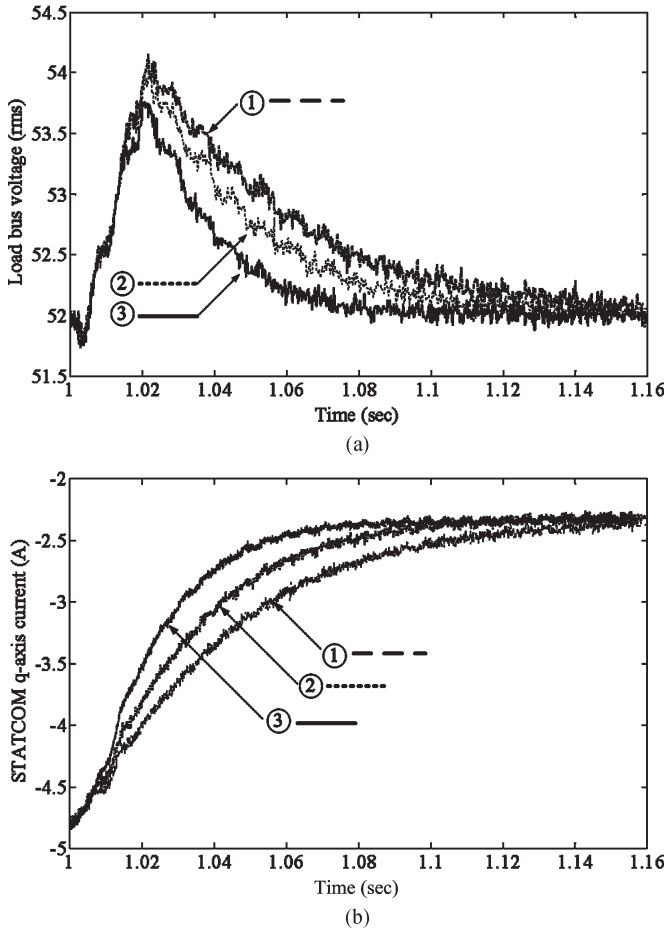 54.5
54
53.5
53
52.5
52
51.5
Load bus voltage (rms)
1
2
3
1 1.02 1.04 1.06 1.08 1.1 1.12 1.14 1.16
Time (sec)
(a)
-2
-2.5
-3
-3.5
-4
-4.5
-5
STATCOM q-axis current (A)
1
2
3
1 1.02 1.04 1.06 1.08 1.1 1.12 1.14 1.16
Time (sec)
(b)